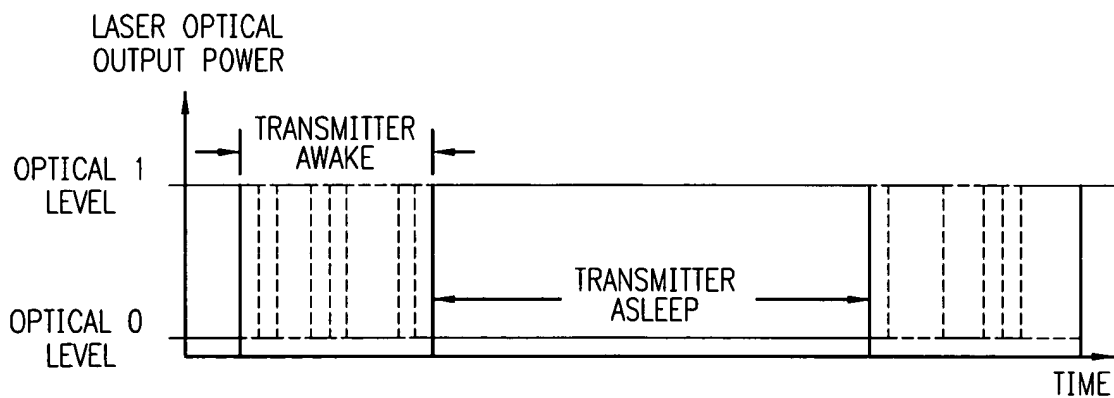 LASER OPTICAL
OUTPUT POWER
TRANSMITTER
AWAKE
OPTICAL 1
LEVEL
TRANSMITTER
ASLEEP
OPTICAL 0
LEVEL
TIME